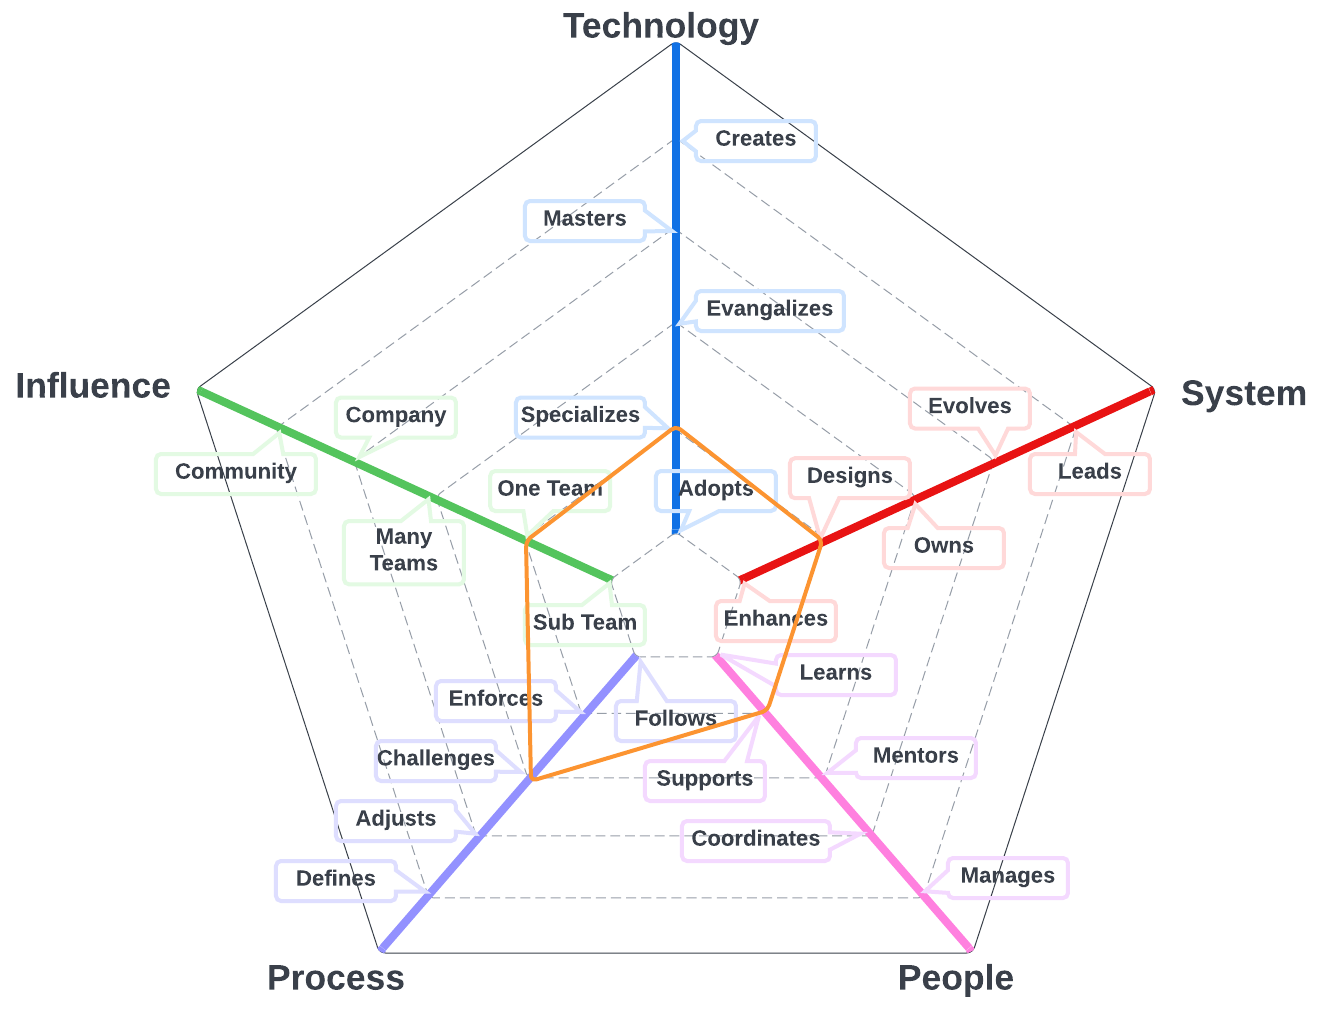 Technology
Creates
Masters
Evangalizes
Influence
System
Company
Specializes
Evolves
Community
One Team
Adopts
Designs
Leads
Many
Teams
Owns
Sub Team
Enhances
Learns
Enforces
Follows
Challenges
Supports
Mentors
Adjusts
Coordinates
Defines
Manages
Process
People